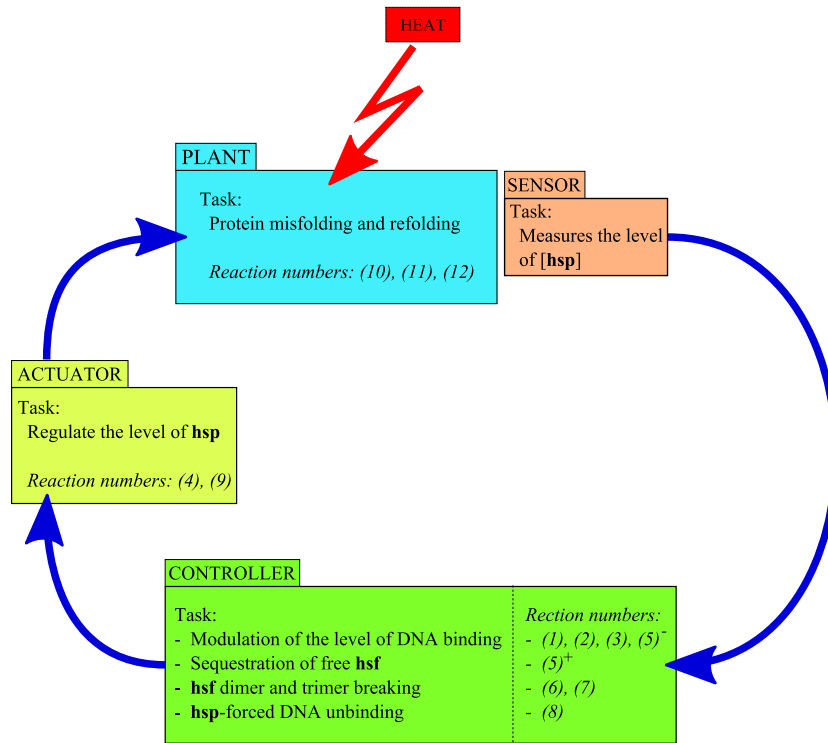 HEAT
PLANT
Task:
Protein misfolding and refolding
Reaction numbers: (10), (11), (12)
SENSOR
Task:
Measures the level
of [hsp]
ACTUATOR
Task:
Regulate the level of hsp
Reaction numbers: (4), (9)
CONTROLLER
Task:
- Modulation of the level of DNA binding
- Sequestration of free hsf
- hsf dimer and trimer breaking
- hsp-forced DNA unbinding
Rection numbers:
- (1), (2), (3), (5)⁻
- (5)⁺
- (6), (7)
- (8)